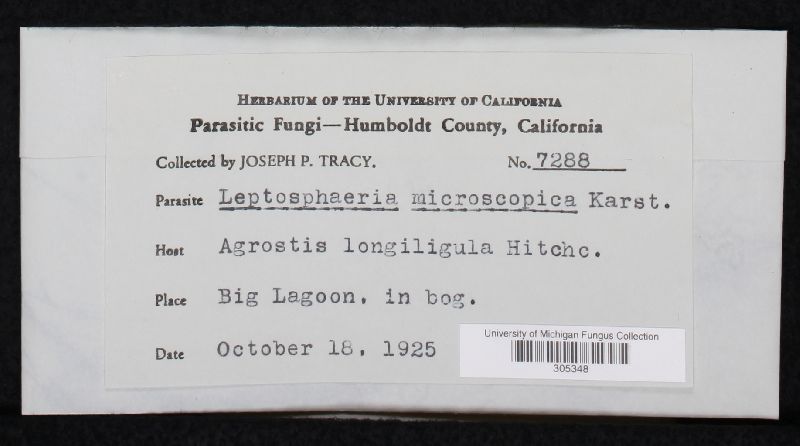 HERBARIUM OF THE UNIVERSITY OF CALIFORNIA
Parasitic Fungi—Humboldt County, California
Collected by JOSEPH P. TRACY. No. 7288
Parasite Leptosphaeria microscopica Karst.
Host Agrostis longiligula Hitchc.
Place Big Lagoon, in bog.
Date October 18, 1925
University of Michigan Fungus Collection
305348